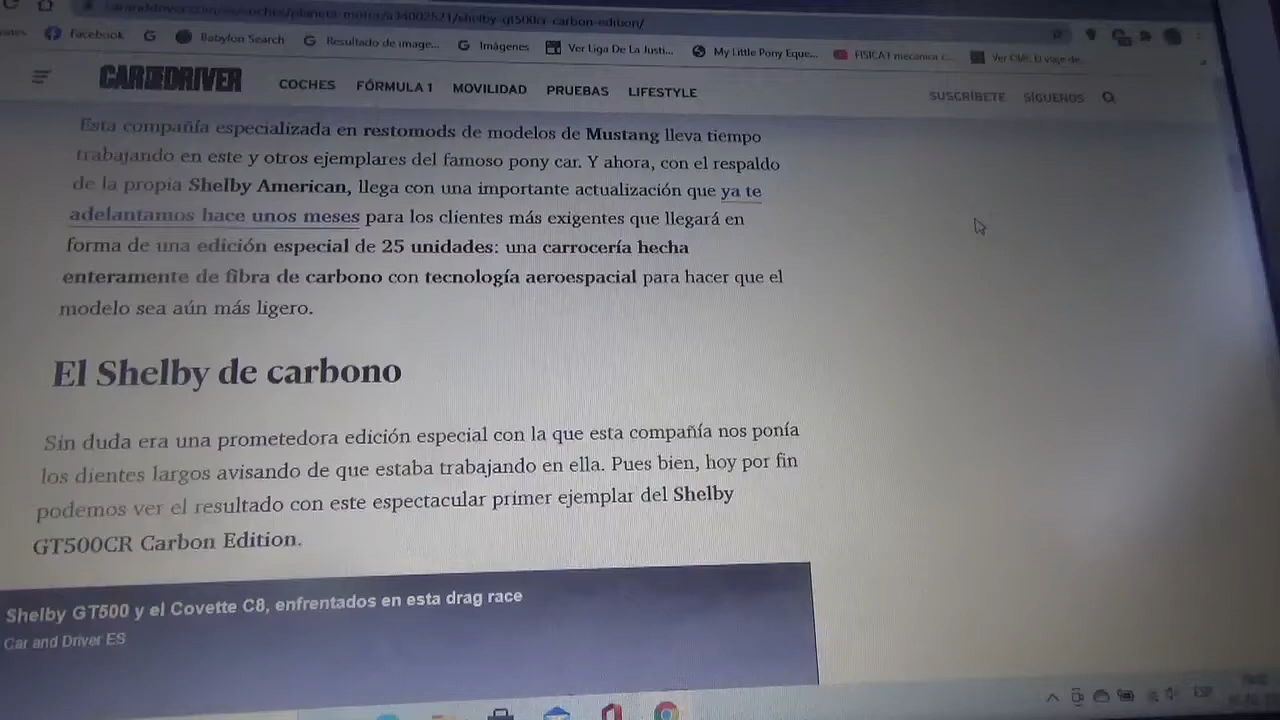 /shelby-gt500cr-carbon-edition/
Facebook
Babylon Search
Resultado de image...
Imágenes
Ver Liga De La Justi...
My Little Pony Eque...
FISICA 1 mecanica c...
CAR AND DRIVER
COCHES
FÓRMULA 1
MOVILIDAD
PRUEBAS
LIFESTYLE
SUSCRÍBETE
SÍGUENOS
Esta compañía especializada en restomods de modelos de Mustang lleva tiempo
trabajando en este y otros ejemplares del famoso pony car. Y ahora, con el respaldo
de la propia Shelby American, llega con una importante actualización que ya te
adelantamos hace unos meses para los clientes más exigentes que llegará en
forma de una edición especial de 25 unidades: una carrocería hecha
enteramente de fibra de carbono con tecnología aeroespacial para hacer que el
modelo sea aún más ligero.
El Shelby de carbono
Sin duda era una prometedora edición especial con la que esta compañía nos ponía
los dientes largos avisando de que estaba trabajando en ella. Pues bien, hoy por fin
podemos ver el resultado con este espectacular primer ejemplar del Shelby
GT500CR Carbon Edition.
Shelby GT500 y el Covette C8, enfrentados en esta drag race
Car and Driver ES
ESP